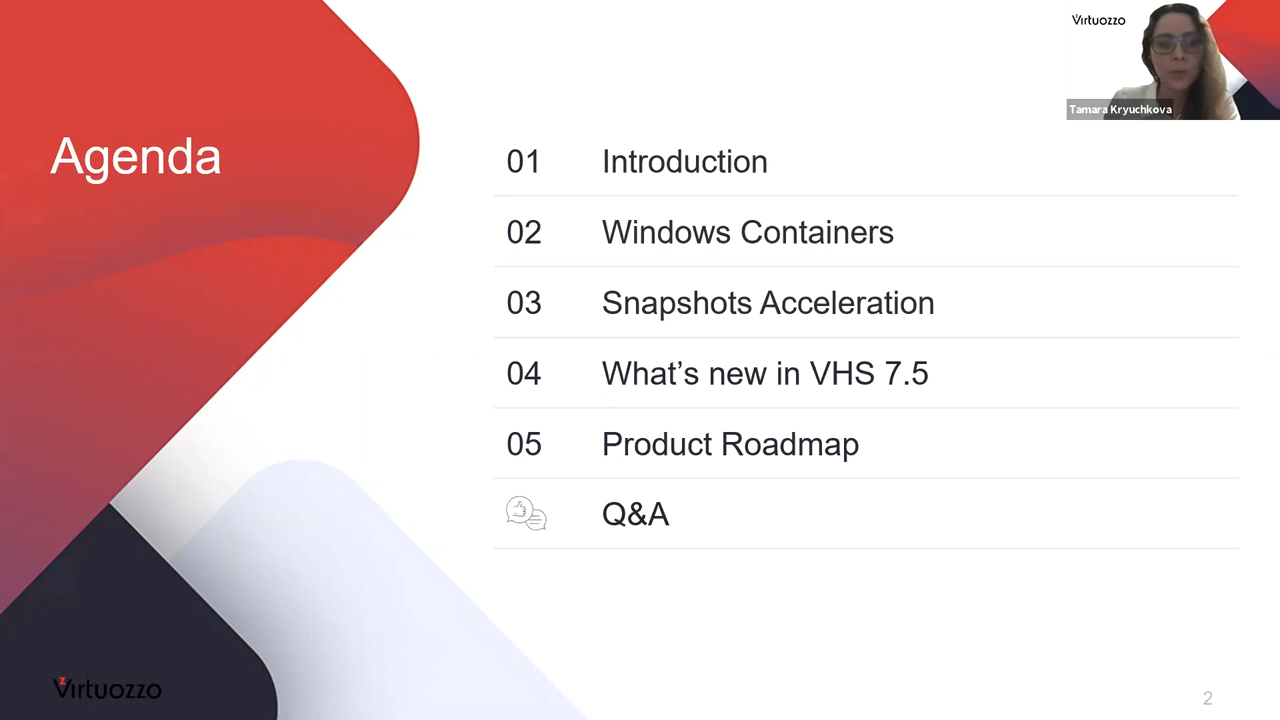 Virtuozzo
Tamara Kryuchkova
Agenda
01 Introduction
02 Windows Containers
03 Snapshots Acceleration
04 What’s new in VHS 7.5
05 Product Roadmap
Q&A
Virtuozzo
2